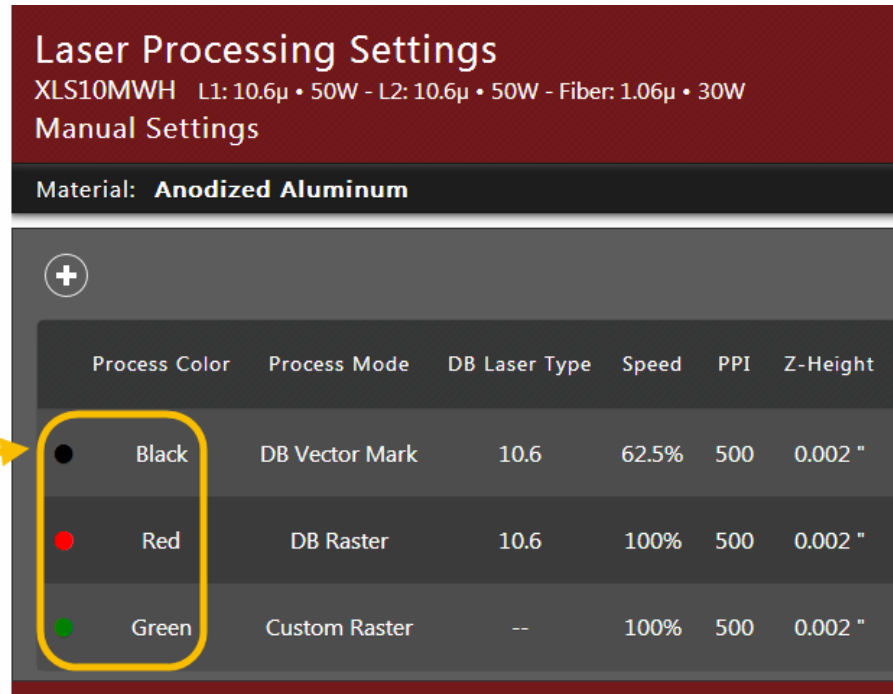 Laser Processing Settings
XLS10MWH L1: 10.6µ • 50W - L2: 10.6µ • 50W - Fiber: 1.06µ • 30W
Manual Settings
Material: Anodized Aluminum
Process Color Process Mode DB Laser Type Speed PPI Z-Height
Black DB Vector Mark 10.6 62.5% 500 0.002 "
Red DB Raster 10.6 100% 500 0.002 "
Green Custom Raster -- 100% 500 0.002 "